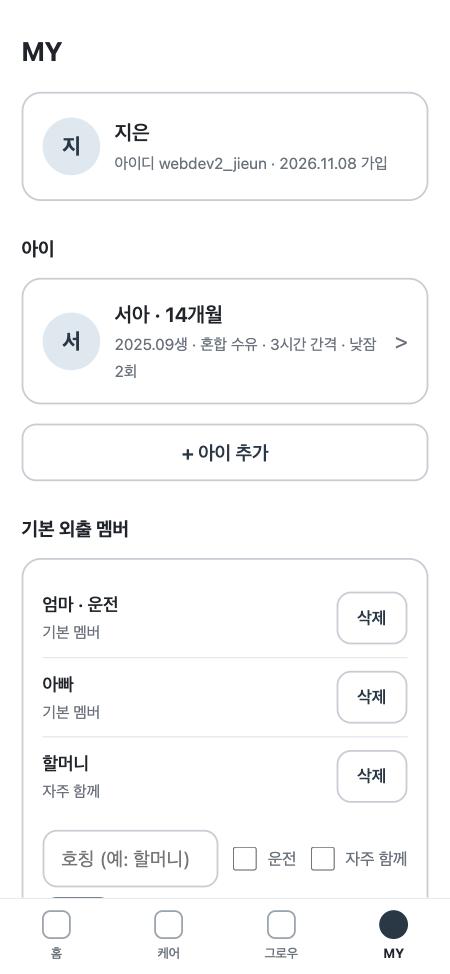 MY
지
지은
아이디 webdev2_jieun · 2026.11.08 가입
아이
서
서아 · 14개월
2025.09생 · 혼합 수유 · 3시간 간격 · 낮잠
2회
>
+ 아이 추가
기본 외출 멤버
엄마 · 운전
기본 멤버
삭제
아빠
기본 멤버
삭제
할머니
자주 함께
삭제
호칭 (예: 할머니)
운전
자주 함께
홈
케어
그로우
MY